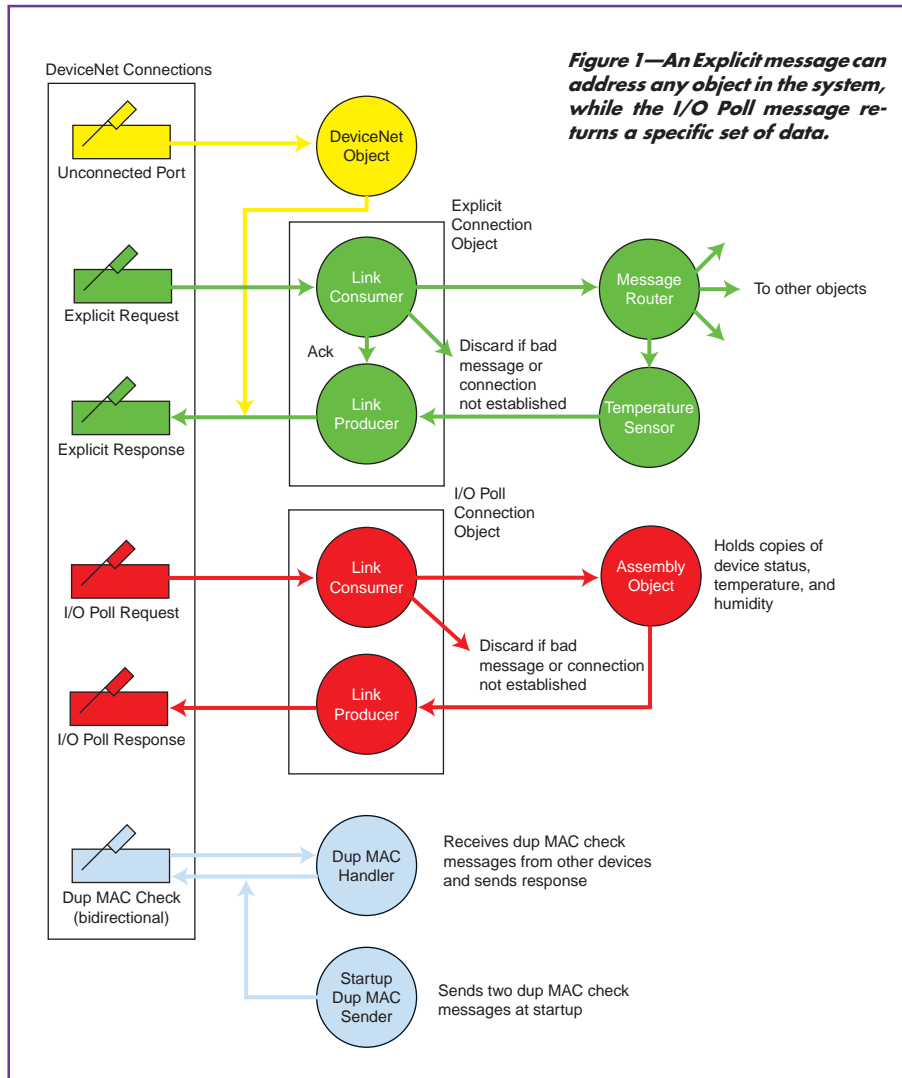 Figure 1—An Explicit message can
address any object in the system,
while the I/O Poll message re-
turns a specific set of data.
DeviceNet Connections
Unconnected Port
DeviceNet
Object
Explicit
Connection
Object
Explicit Request
Link
Consumer
Message
Router
To other objects
Ack
Discard if bad
message or
connection
not established
Explicit Response
Link
Producer
Temperature
Sensor
I/O Poll
Connection
Object
I/O Poll Request
Link
Consumer
Assembly
Object
Holds copies of
device status,
temperature, and
humidity
Discard if bad
message or connection
not established
I/O Poll Response
Link
Producer
Dup MAC Check
(bidirectional)
Dup MAC
Handler
Receives dup MAC check
messages from other devices
and sends response
Startup
Dup MAC
Sender
Sends two dup MAC check
messages at startup